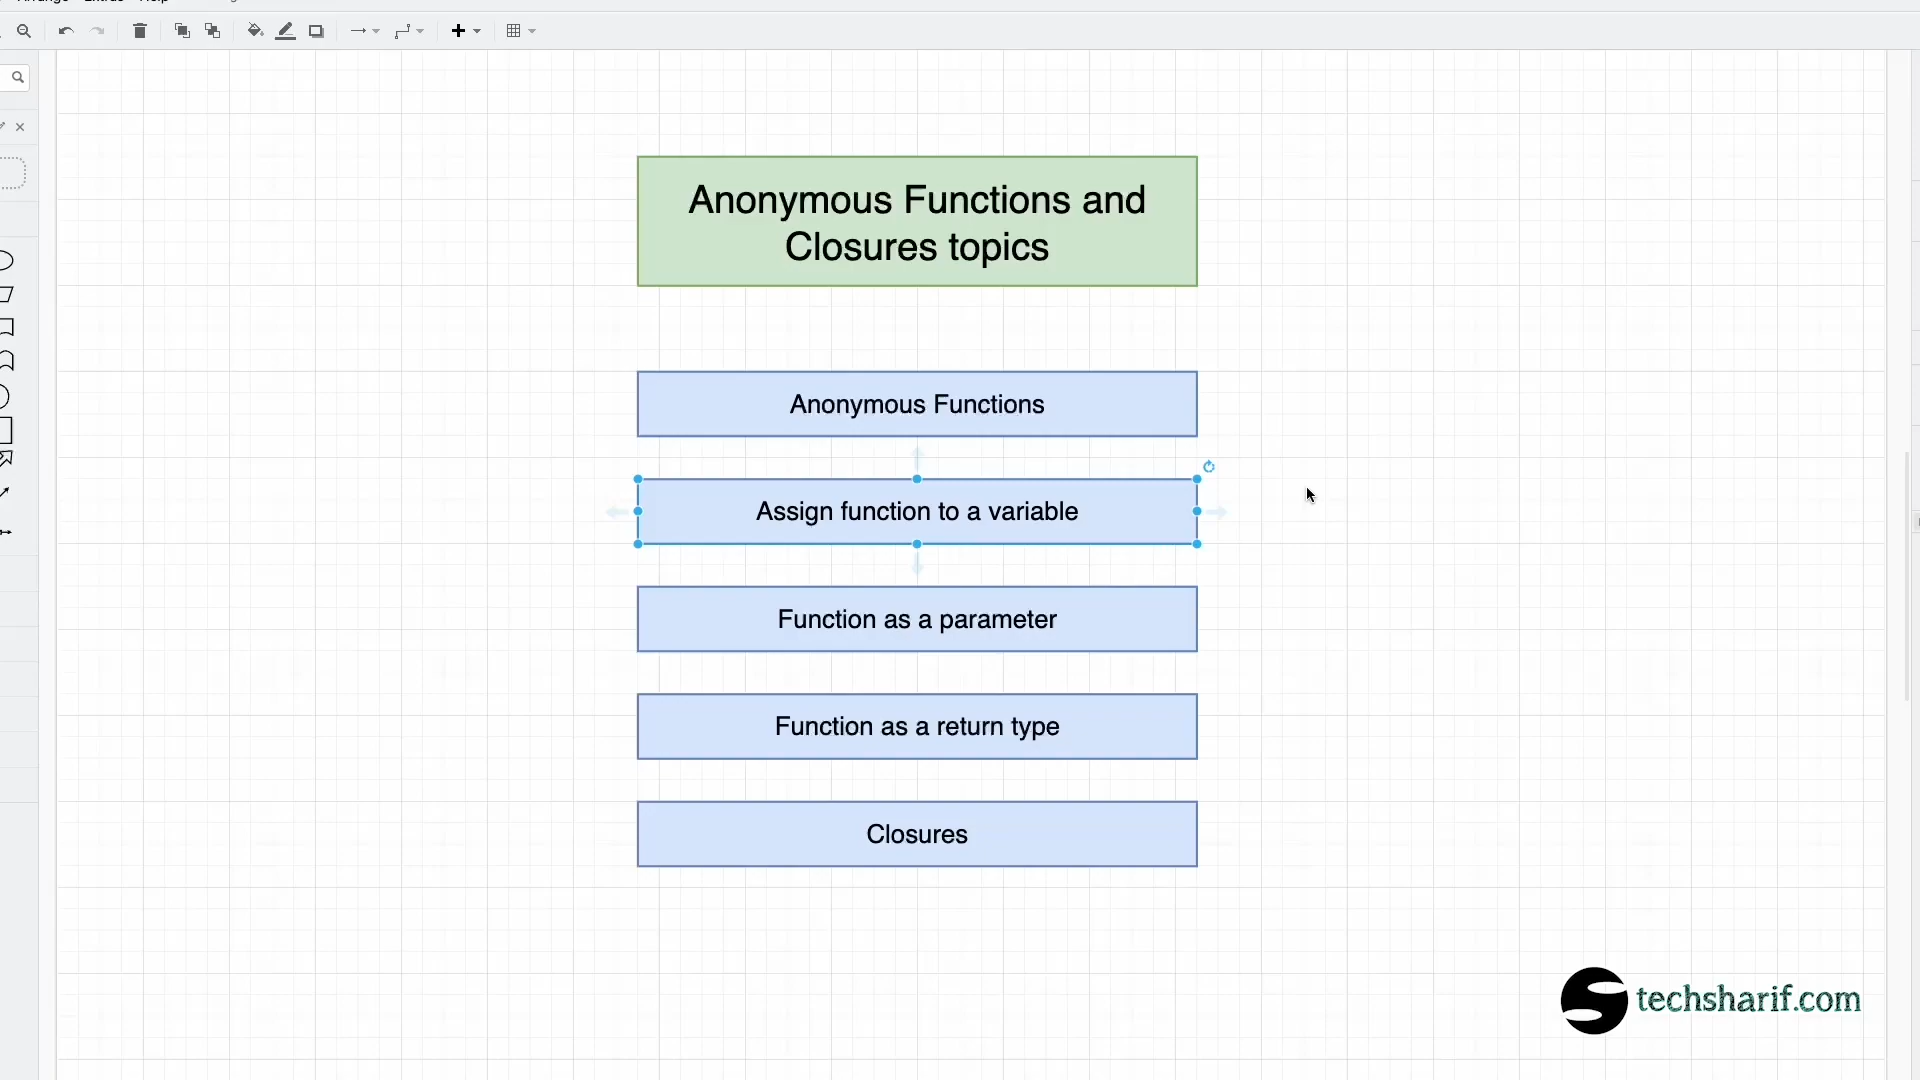 Anonymous Functions and
Closures topics
Anonymous Functions
Assign function to a variable
Function as a parameter
Function as a return type
Closures
techsharif.com